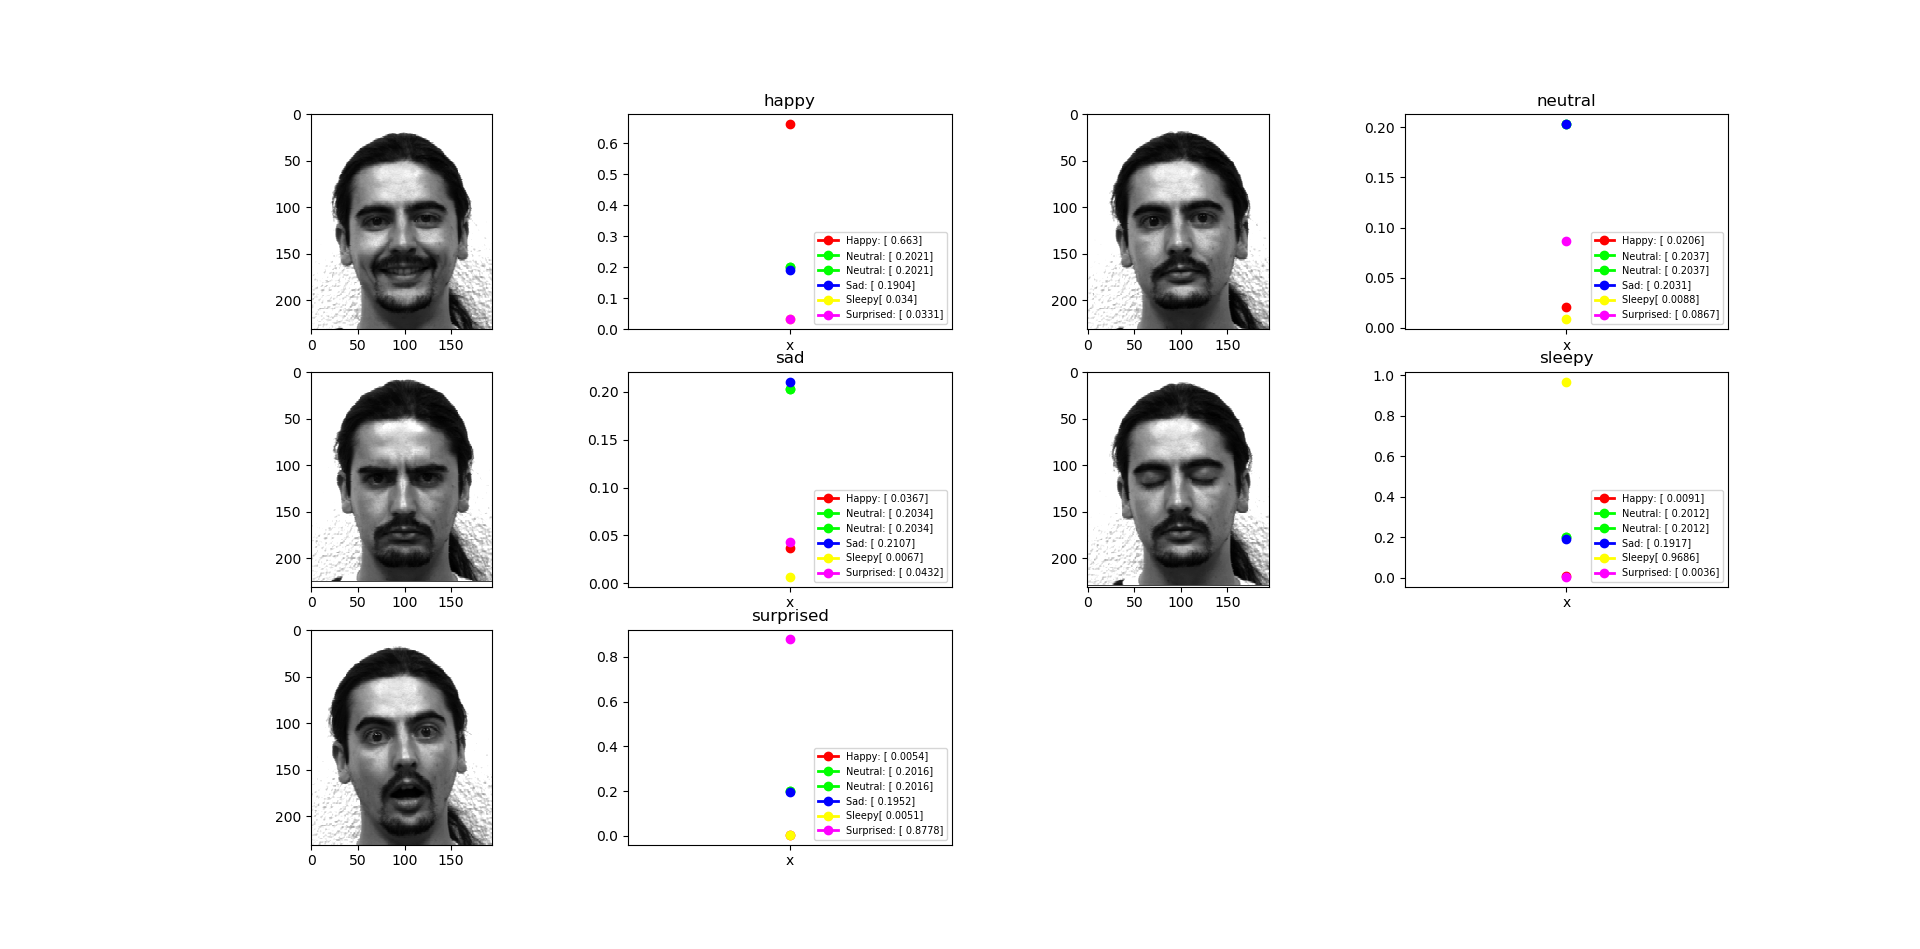 happy
0
50
100
150
200
0 50 100 150
0.6
0.5
0.4
0.3
0.2
0.1
0.0
x
Happy: [ 0.663]
Neutral: [ 0.2021]
Neutral: [ 0.2021]
Sad: [ 0.1904]
Sleepy[ 0.034]
Surprised: [ 0.0331]
neutral
0
50
100
150
200
0 50 100 150
0.20
0.15
0.10
0.05
0.00
x
Happy: [ 0.0206]
Neutral: [ 0.2037]
Neutral: [ 0.2037]
Sad: [ 0.2031]
Sleepy[ 0.0088]
Surprised: [ 0.0867]
sad
0
50
100
150
200
0 50 100 150
0.20
0.15
0.10
0.05
0.00
x
Happy: [ 0.0367]
Neutral: [ 0.2034]
Neutral: [ 0.2034]
Sad: [ 0.2107]
Sleepy[ 0.0067]
Surprised: [ 0.0432]
sleepy
0
50
100
150
200
0 50 100 150
1.0
0.8
0.6
0.4
0.2
0.0
x
Happy: [ 0.0091]
Neutral: [ 0.2012]
Neutral: [ 0.2012]
Sad: [ 0.1917]
Sleepy[ 0.9686]
Surprised: [ 0.0036]
surprised
0
50
100
150
200
0 50 100 150
0.8
0.6
0.4
0.2
0.0
x
Happy: [ 0.0054]
Neutral: [ 0.2016]
Neutral: [ 0.2016]
Sad: [ 0.1952]
Sleepy[ 0.0051]
Surprised: [ 0.8778]